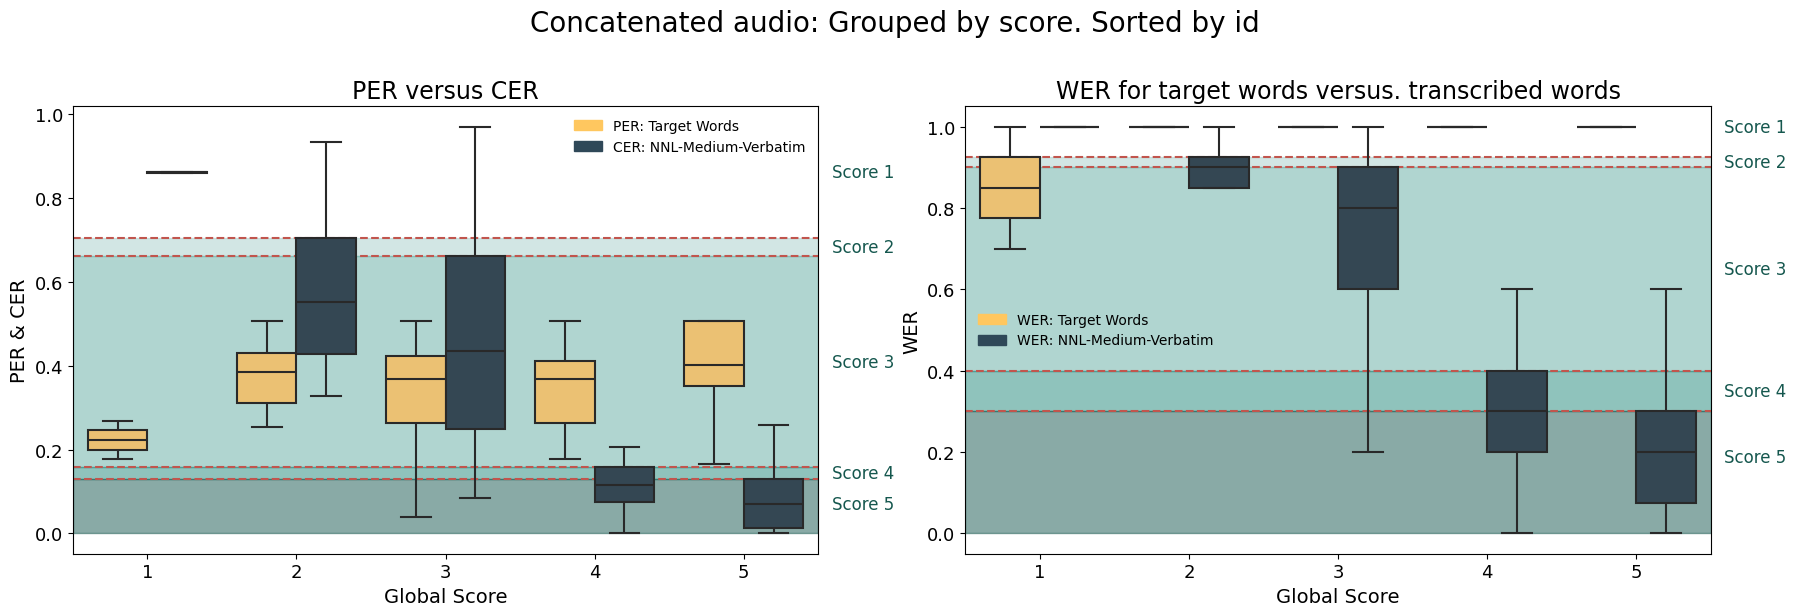 Concatenated audio: Grouped by score. Sorted by id
PER versus CER
PER & CER
1.0
0.8
0.6
0.4
0.2
0.0
PER: Target Words
CER: NNL-Medium-Verbatim
Score 1
Score 2
Score 3
Score 4
Score 5
1 2 3 4 5
Global Score
WER for target words versus. transcribed words
WER
1.0
0.8
0.6
0.4
0.2
0.0
WER: Target Words
WER: NNL-Medium-Verbatim
Score 1
Score 2
Score 3
Score 4
Score 5
1 2 3 4 5
Global Score